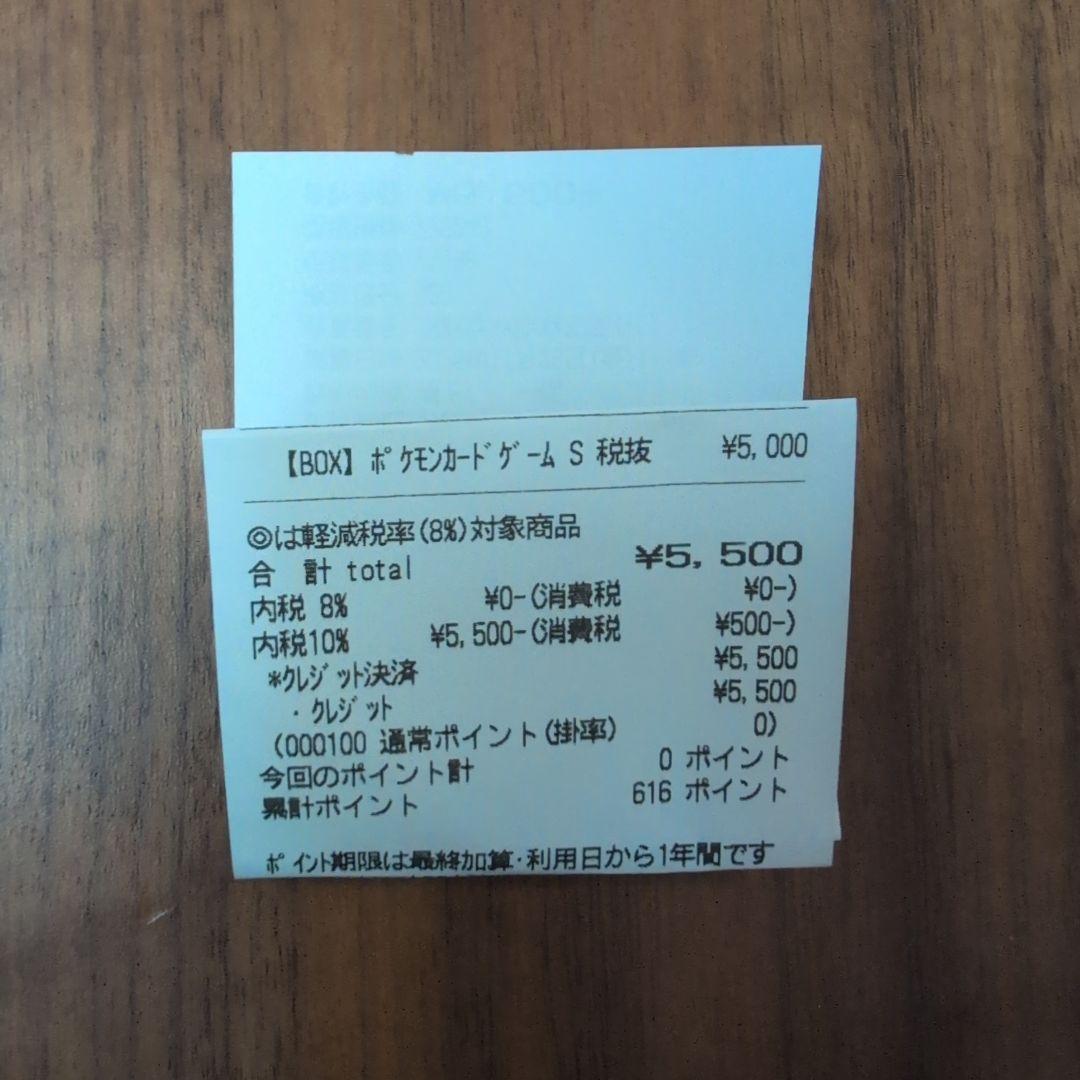 【BOX】ﾎﾟｹﾓﾝｶｰﾄﾞｹﾞｰﾑ S 税抜 ¥5,000
◎は軽減税率(8%)対象商品
合 計 total ¥5,500
内税 8% ¥0-(消費税 ¥0-)
内税10% ¥5,500-(消費税 ¥500-)
*ｸﾚｼﾞｯﾄ決済 ¥5,500
・ｸﾚｼﾞｯﾄ ¥5,500
(000100 通常ポイント(掛率) 0)
今回のポイント計 0 ポイント
累計ポイント 616 ポイント
ﾎﾟｲﾝﾄ期限は最終加算・利用日から1年間です